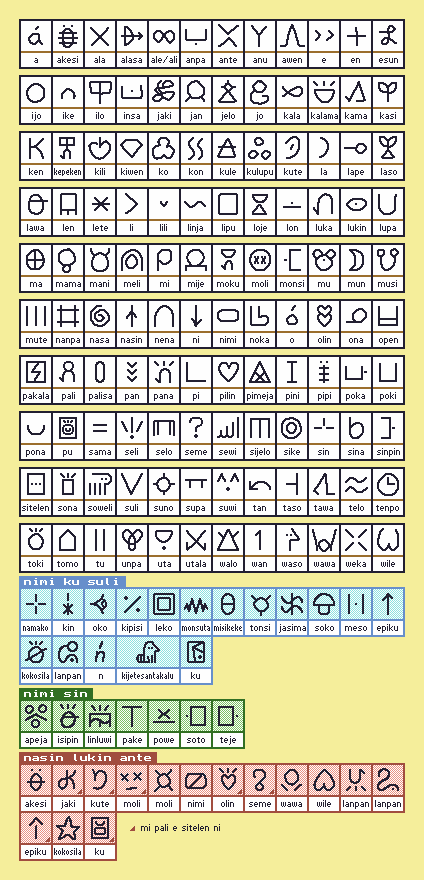 a akesi ala alasa ale/ali anpa ante anu awen e en esun
ijo ike ilo insa jaki jan jelo jo kala kalama kama kasi
ken kepeken kili kiwen ko kon kule kulupu kute la lape laso
lawa len lete li lili linja lipu loje lon luka lukin lupa
ma mama mani meli mi mije moku moli monsi mu mun musi
mute nanpa nasa nasin nena ni nimi noka o olin ona open
pakala pali palisa pan pana pi pilin pimeja pini pipi poka poki
pona pu sama seli selo seme sewi sijelo sike sin sina sinpin
sitelen sona soweli suli suno supa suwi tan taso tawa telo tenpo
toki tomo tu unpa uta utala walo wan waso wawa weka wile
nimi ku suli
namako kin oko kipisi leko monsuta misikeke tonsi jasima soko meso epiku
kokosila lanpan n kijetesantakalu ku
nimi sin
apeja isipin linluwi pake powe soto teje
nasin lukin ante
akesi jaki kute moli moli nimi olin seme wawa wile lanpan lanpan
epiku kokosila ku
mi pali e sitelen ni